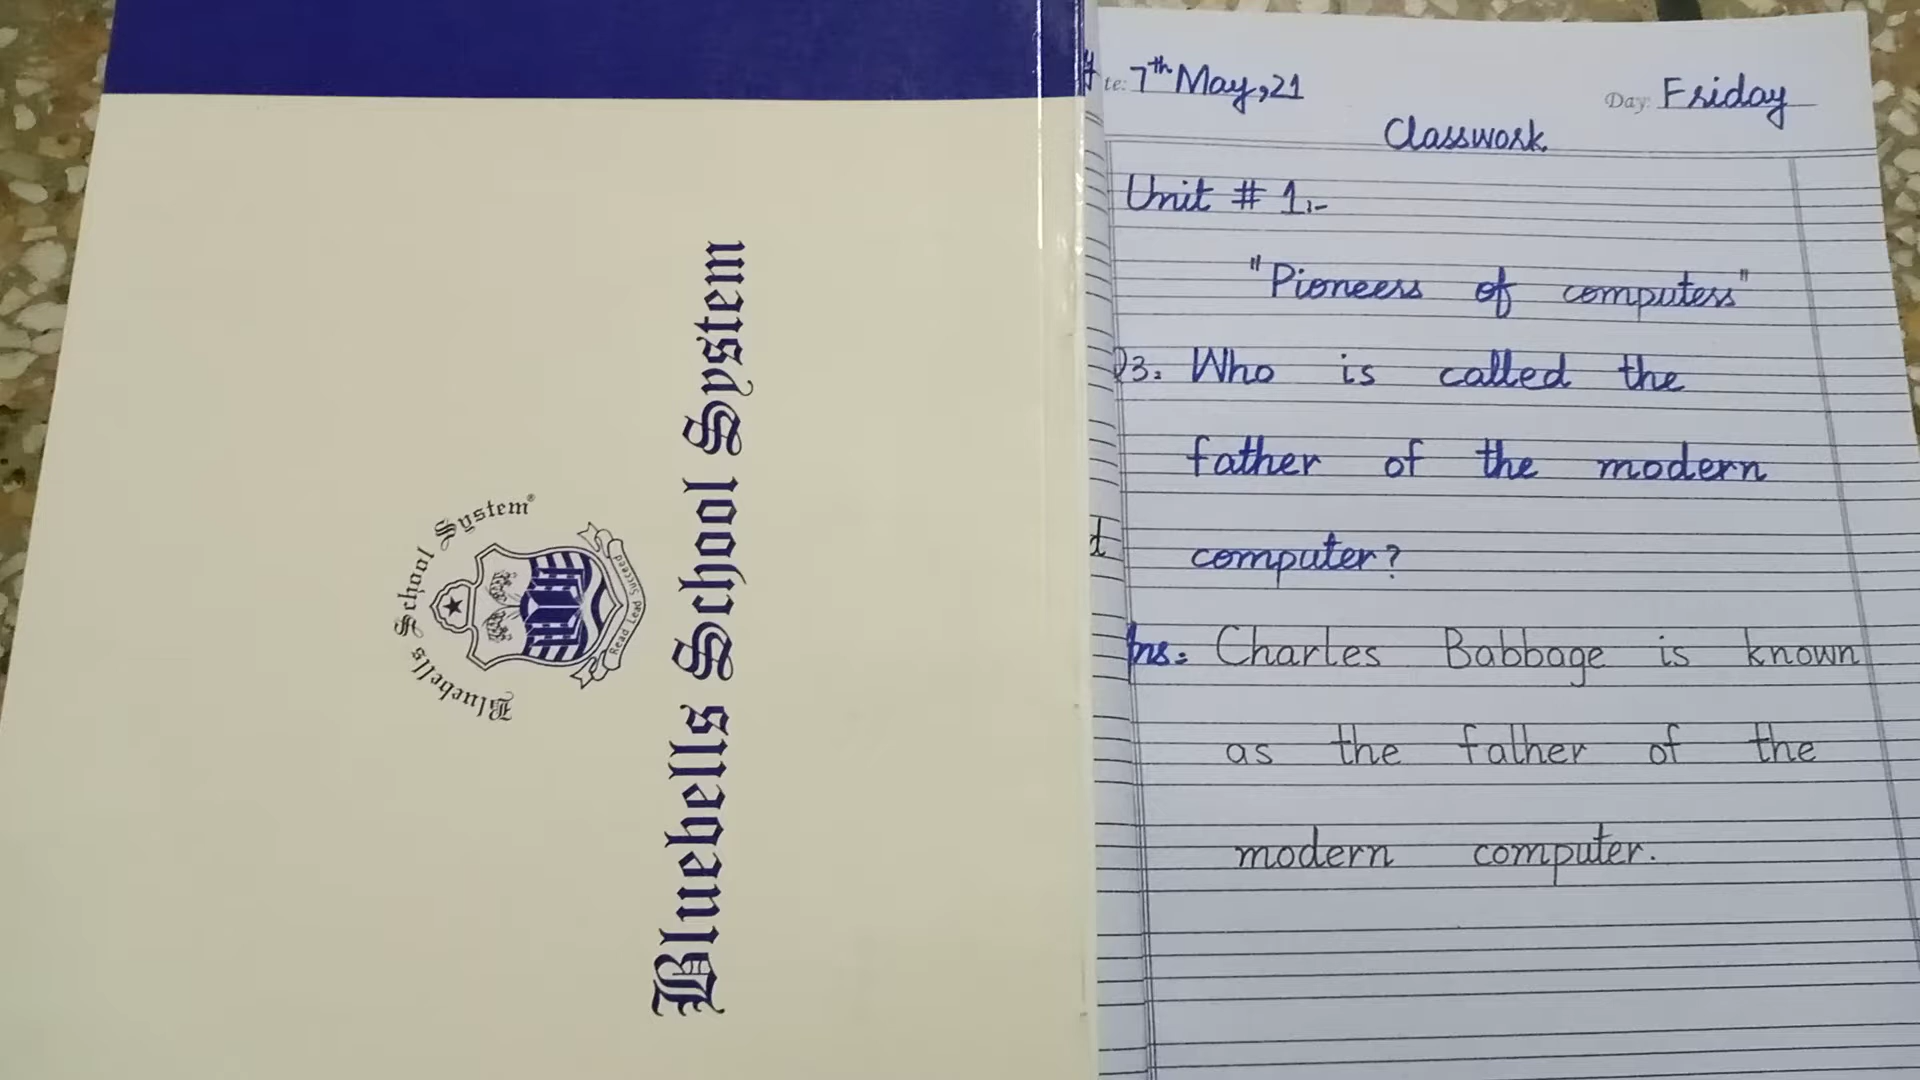 Bluebells School System
Bluebells School System®
Read Lead Succeed
te: 7th May, 21
Day: Friday
Classwork.
Unit # 1:-
"Pioneers of computers"
Q3: Who is called the
father of the modern
computer?
Ans: Charles Babbage is known
as the father of the
modern computer.